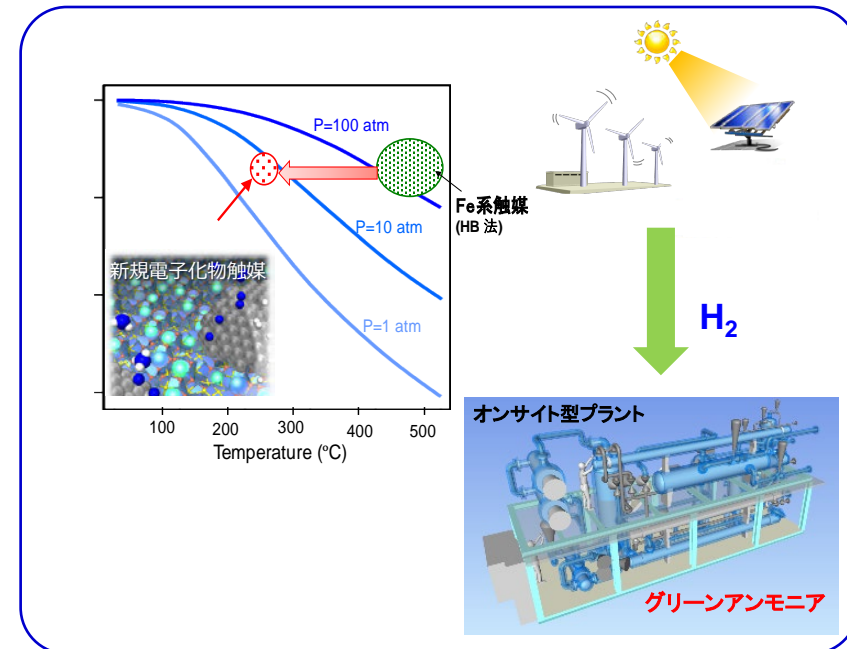 P=100 atm
Fe系触媒
(HB 法)
P=10 atm
新規電子化物触媒
P=1 atm
100 200 300 400 500
Temperature (ºC)
H2
オンサイト型プラント
グリーンアンモニア